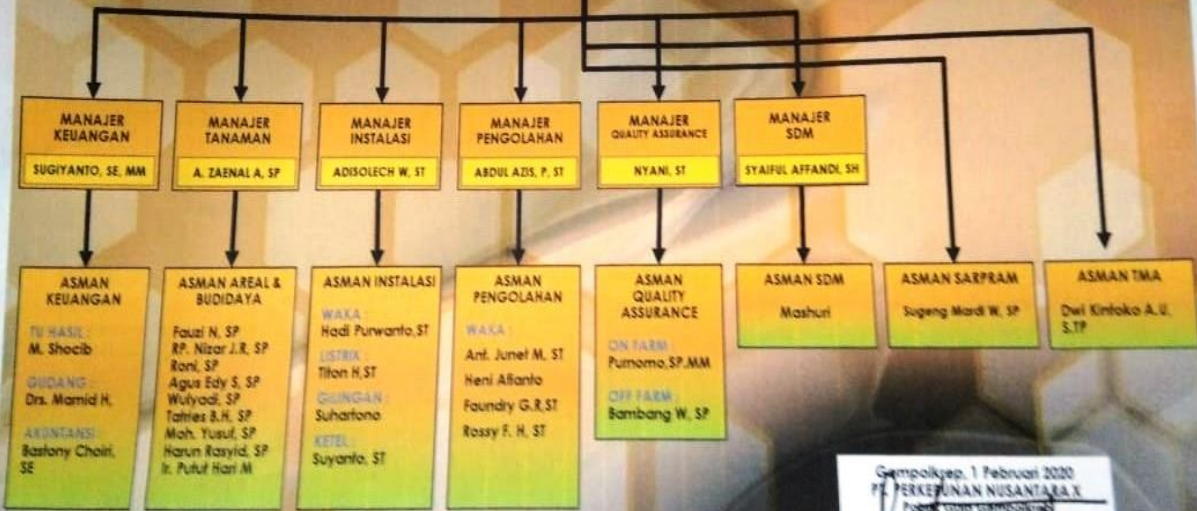 MANAJER
KEUANGAN
SUGIYANTO, SE, MM
MANAJER
TANAMAN
A. ZAENAL A, SP
MANAJER
INSTALASI
ADISOLECH W, ST
MANAJER
PENGOLAHAN
ABDUL AZIS, P, ST
MANAJER
QUALITY ASSURANCE
NYANI, ST
MANAJER
SDM
SYAIFUL AFFANDI, SH
ASMAN
KEUANGAN
TU HASIL :
M. Shocib
GUDANG :
Drs. Mamid H,
AKUNTANSI :
Bastony Choiri,
SE
ASMAN AREAL &
BUDIDAYA
Fauzi N, SP
RP. Nizar J.R, SP
Roni, SP
Agus Edy S, SP
Wulyadi, SP
Tatries B.H, SP
Moh. Yusuf, SP
Harun Rasyid, SP
Ir. Putut Hari M
ASMAN INSTALASI
WAKA :
Hadi Purwanto,ST
LISTRIK :
Titon H,ST
GILINGAN :
Suhartono
KETEL :
Suyanto, ST
ASMAN
PENGOLAHAN
WAKA :
Ant. Junet M, ST
Heni Afianto
Faundry G.R,ST
Rossy F. H, ST
ASMAN
QUALITY
ASSURANCE
ON FARM :
Purnomo,SP,MM
OFF FARM :
Bambang W, SP
ASMAN SDM
Mashuri
ASMAN SARPRAM
Sugeng Mardi W, SP
ASMAN TMA
Dwi Kintoko A.U,
S.TP
Gempolkrep, 1 Februari 2020
PT. PERKEBUNAN NUSANTARA X